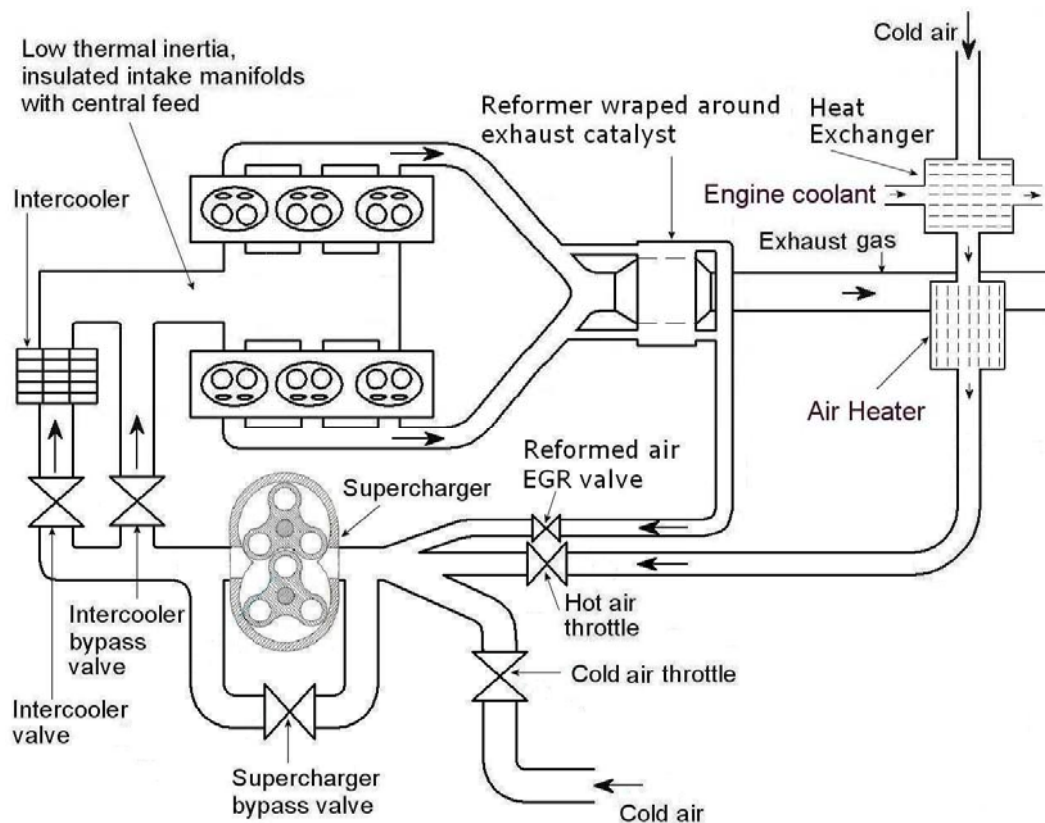 Cold air
Low thermal inertia,
insulated intake manifolds
with central feed
Reformer wraped around
exhaust catalyst
Heat
Exchanger
Intercooler
Engine coolant
Exhaust gas
Air Heater
Reformed air
EGR valve
Supercharger
Hot air
throttle
Intercooler
bypass
valve
Cold air throttle
Intercooler
valve
Supercharger
bypass valve
Cold air